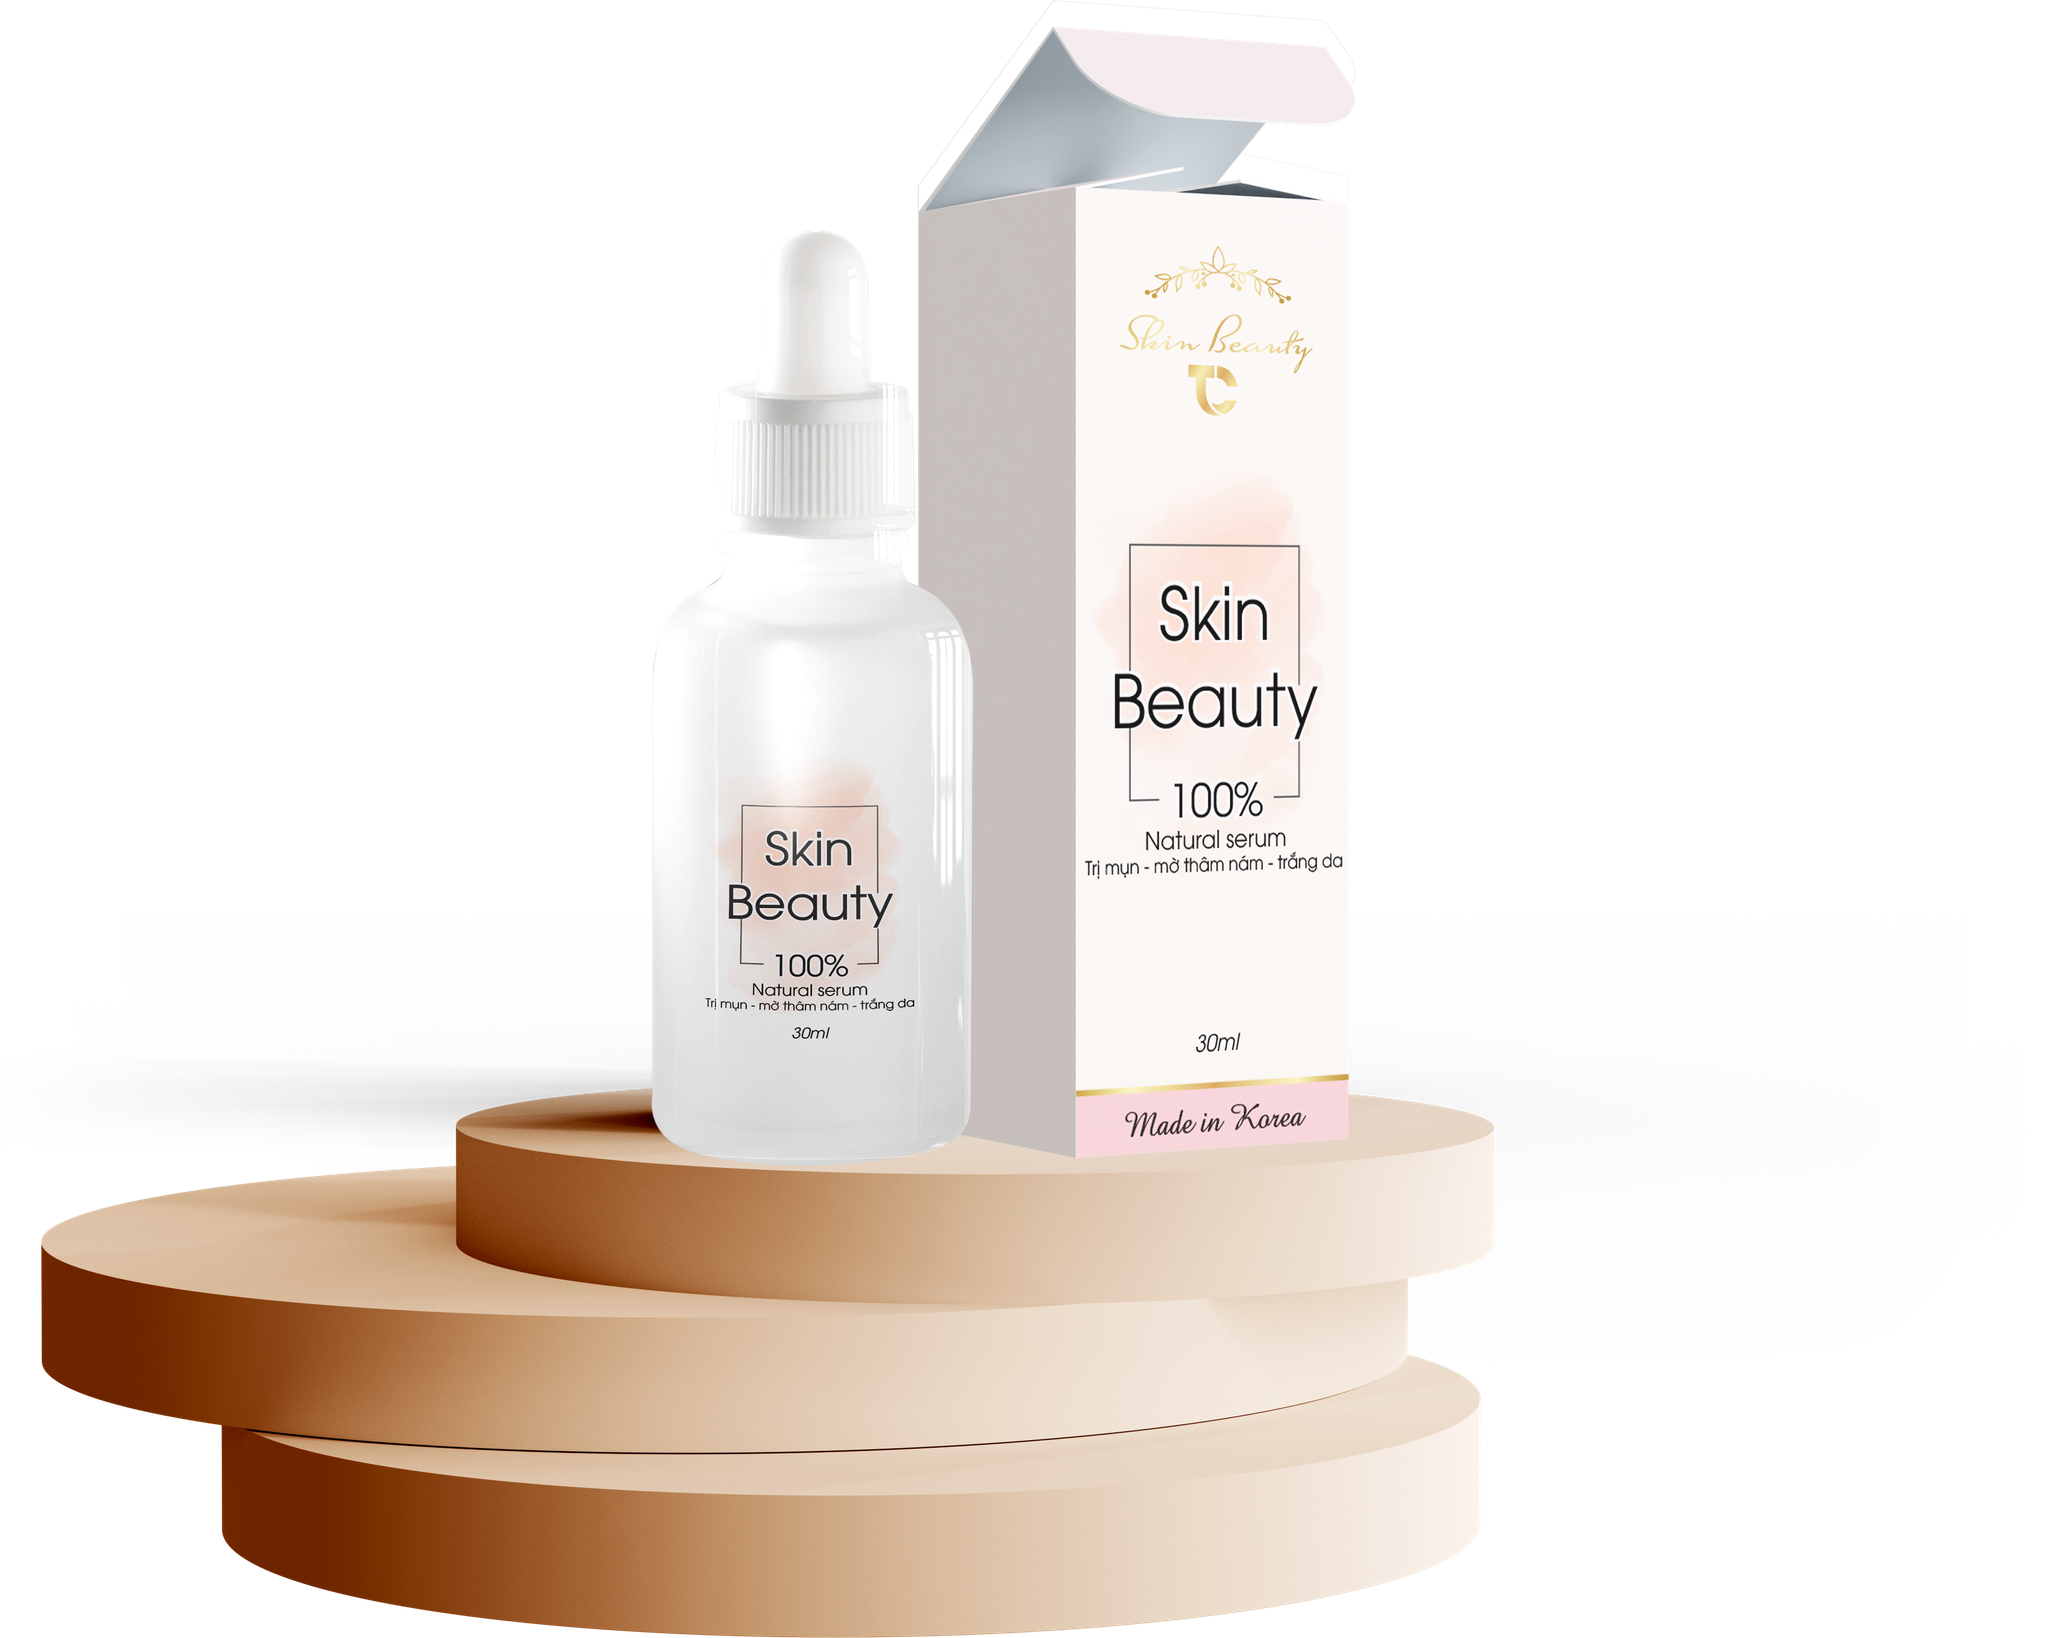 Skin Beauty
TC
Skin
Beauty
100%
Natural serum
Trị mụn - mờ thâm nám - trắng da
30ml
Made in Korea
Skin
Beauty
100%
Natural serum
Trị mụn - mờ thâm nám - trắng da
30ml